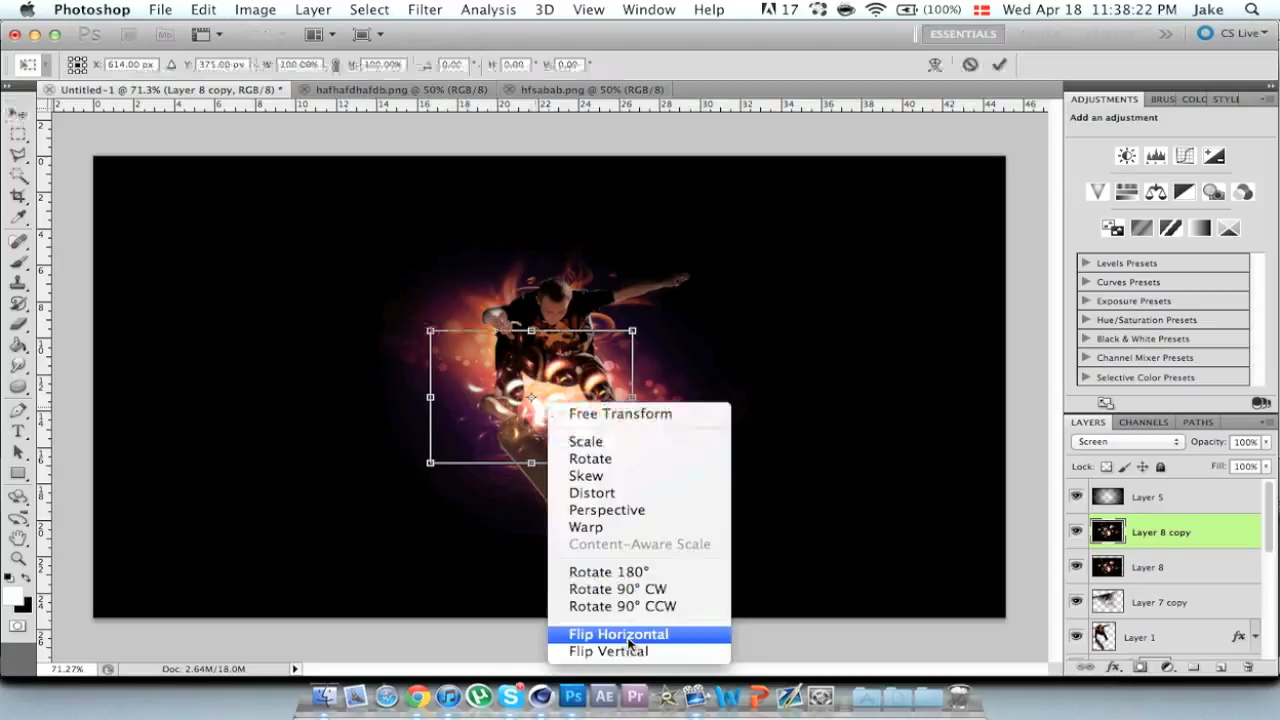 Photoshop File Edit Image Layer Select Filter Analysis 3D View Window Help 17 (100%) Wed Apr 18 11:38:22 Jake
Ps Mb ESSENTIALS CS Live
X: 614.00 px Y: 375.00 px W: 100.00% H: 100.00% 0.00 ° H: 0.00 ° V: 0.00 °
Untitled-1 @ 71.3% (Layer 8 copy, RGB/8) * hafhafdhafdb.png @ 50% (RGB/8) hfsabab.png @ 50% (RGB/8)
ADJUSTMENTS BRUS COLO STYLE
Add an adjustment
Levels Presets
Curves Presets
Exposure Presets
Hue/Saturation Presets
Black & White Presets
Channel Mixer Presets
Selective Color Presets
Free Transform
Scale
Rotate
Skew
Distort
Perspective
Warp
Content-Aware Scale
Rotate 180°
Rotate 90° CW
Rotate 90° CCW
Flip Horizontal
Flip Vertical
LAYERS CHANNELS PATHS
Screen Opacity: 100%
Lock: Fill: 100%
Layer 5
Layer 8 copy
Layer 8
Layer 7 copy
Layer 1 fx
71.27% Doc: 2.64M/18.0M
Ps AE Pr